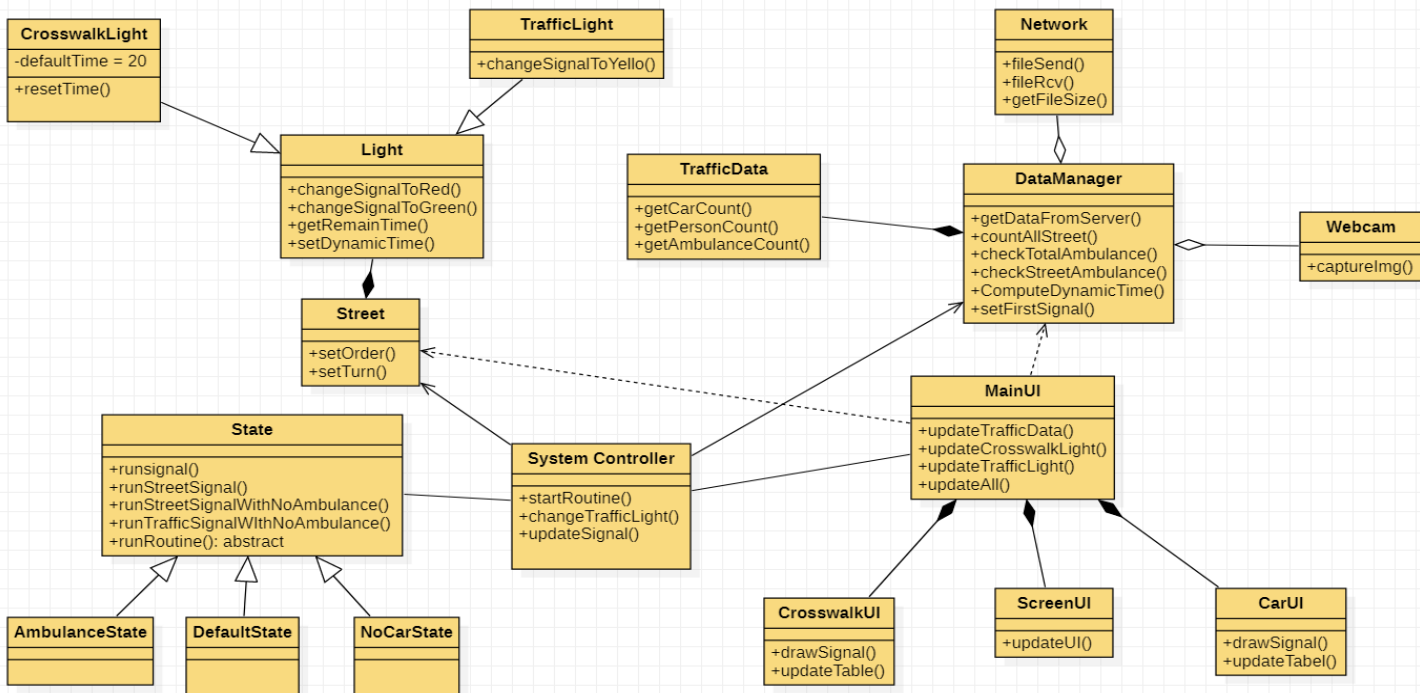 CrosswalkLight
-defaultTime = 20
+resetTime()
TrafficLight
+changeSignalToYello()
Network
+fileSend()
+fileRcv()
+getFileSize()
Light
+changeSignalToRed()
+changeSignalToGreen()
+getRemainTime()
+setDynamicTime()
TrafficData
+getCarCount()
+getPersonCount()
+getAmbulanceCount()
DataManager
+getDataFromServer()
+countAllStreet()
+checkTotalAmbulance()
+checkStreetAmbulance()
+ComputeDynamicTime()
+setFirstSignal()
Webcam
+captureImg()
Street
+setOrder()
+setTurn()
MainUI
+updateTrafficData()
+updateCrosswalkLight()
+updateTrafficLight()
+updateAll()
State
+runsignal()
+runStreetSignal()
+runStreetSignalWithNoAmbulance()
+runTrafficSignalWIthNoAmbulance()
+runRoutine(): abstract
System Controller
+startRoutine()
+changeTrafficLight()
+updateSignal()
AmbulanceState
DefaultState
NoCarState
CrosswalkUI
+drawSignal()
+updateTable()
ScreenUI
+updateUI()
CarUI
+drawSignal()
+updateTabel()